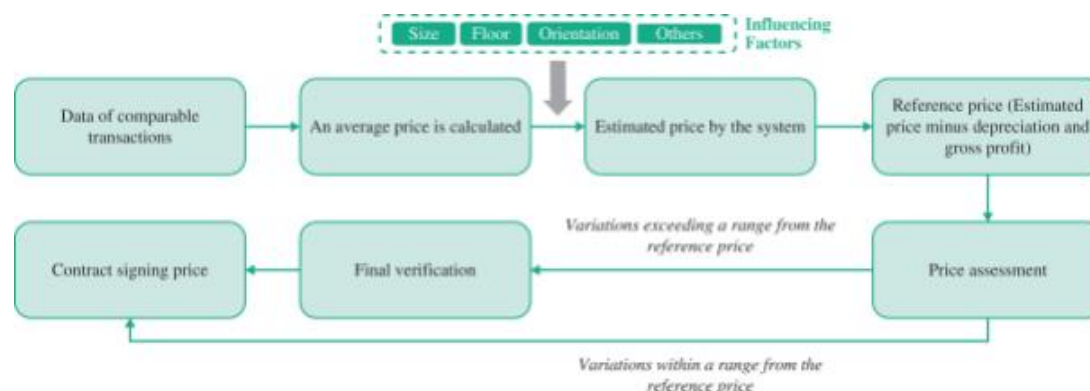 Size Floor Orientation Others
Influencing
Factors
Data of comparable
transactions
An average price is calculated
Estimated price by the system
Reference price (Estimated
price minus depreciation and
gross profit)
Variations exceeding a range from the
reference price
Contract signing price
Final verification
Price assessment
Variations within a range from the
reference price